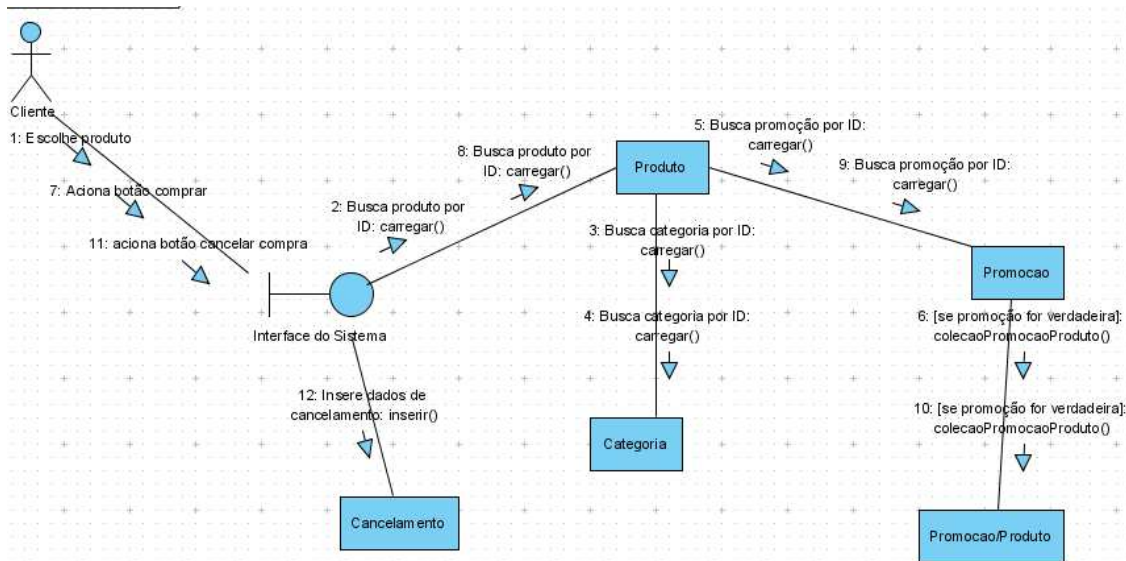 Cliente
1: Escolhe produto
7: Aciona botão comprar
11: aciona botão cancelar compra
2: Busca produto por
ID: carregar()
8: Busca produto por
ID: carregar()
Interface do Sistema
12: Insere dados de
cancelamento: inserir()
Cancelamento
Produto
3: Busca categoria por ID:
carregar()
4: Busca categoria por ID:
carregar()
Categoria
5: Busca promoção por ID:
carregar()
9: Busca promoção por ID:
carregar()
Promocao
6: [se promoção for verdadeira]:
colecaoPromocaoProduto()
10: [se promoção for verdadeira]:
colecaoPromocaoProduto()
Promocao/Produto